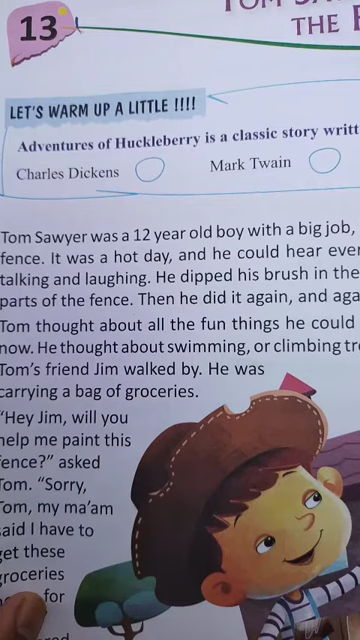 13
THE
LET'S WARM UP A LITTLE !!!!
Adventures of Huckleberry is a classic story
Charles Dickens Mark Twain
Tom Sawyer was a 12 year old boy with a big job,
fence. It was a hot day, and he could hear
talking and laughing. He dipped his brush in the
parts of the fence. Then he did it again, and
Tom thought about all the fun things he could
now. He thought about swimming, or climbing
Tom's friend Jim walked by. He was
carrying a bag of groceries.
"Hey Jim, will you
help me paint this
fence?" asked
Tom. "Sorry,
Tom, my ma'am
said I have to
get these
groceries
for